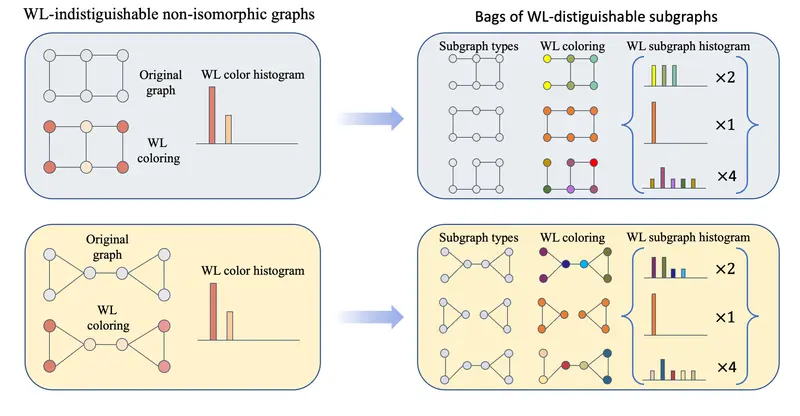 WL-indistiguishable non-isomorphic graphs
Bags of WL-distiguishable subgraphs
Original
graph
WL color histogram
WL
coloring
Subgraph types
WL coloring
WL subgraph histogram
×2
×1
×4
Original
graph
WL color histogram
WL
coloring
Subgraph types
WL coloring
WL subgraph histogram
×2
×1
×4